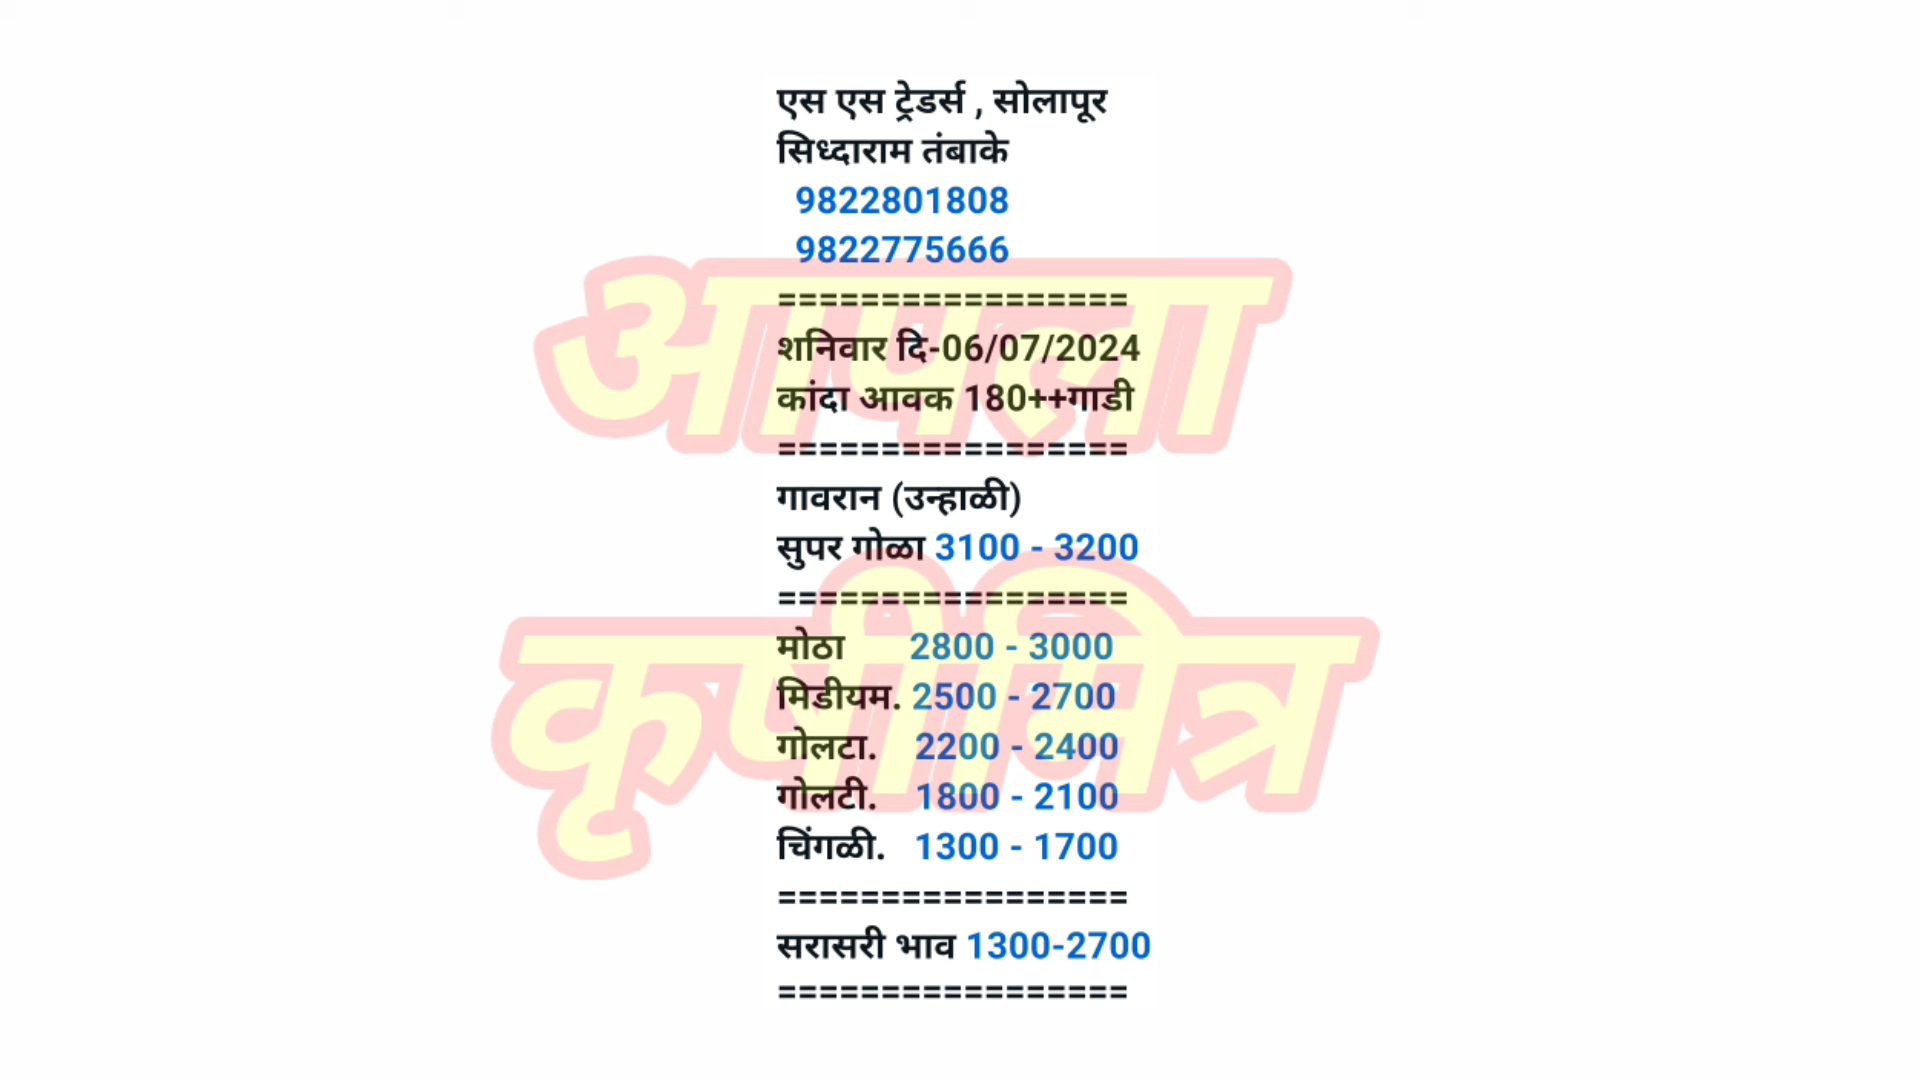 एस एस ट्रेडर्स , सोलापूर
सिध्दाराम तंबाके
9822801808
9822775666
=================
शनिवार दि-06/07/2024
कांदा आवक 180++गाडी
=================
गावरान (उन्हाळी)
सुपर गोळा 3100 - 3200
=================
मोठा 2800 - 3000
मिडीयम. 2500 - 2700
गोलटा. 2200 - 2400
गोलटी. 1800 - 2100
चिंगळी. 1300 - 1700
=================
सरासरी भाव 1300-2700
=================
आपला
कृषीमित्र